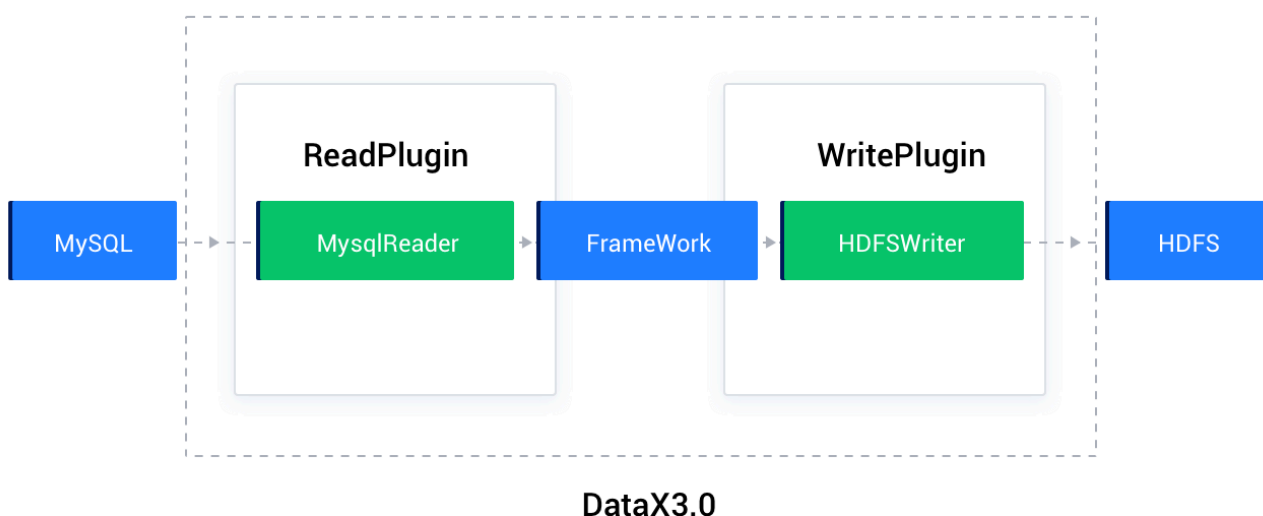 ReadPlugin
WritePlugin
MySQL
MysqlReader
FrameWork
HDFSWriter
HDFS
DataX3.0